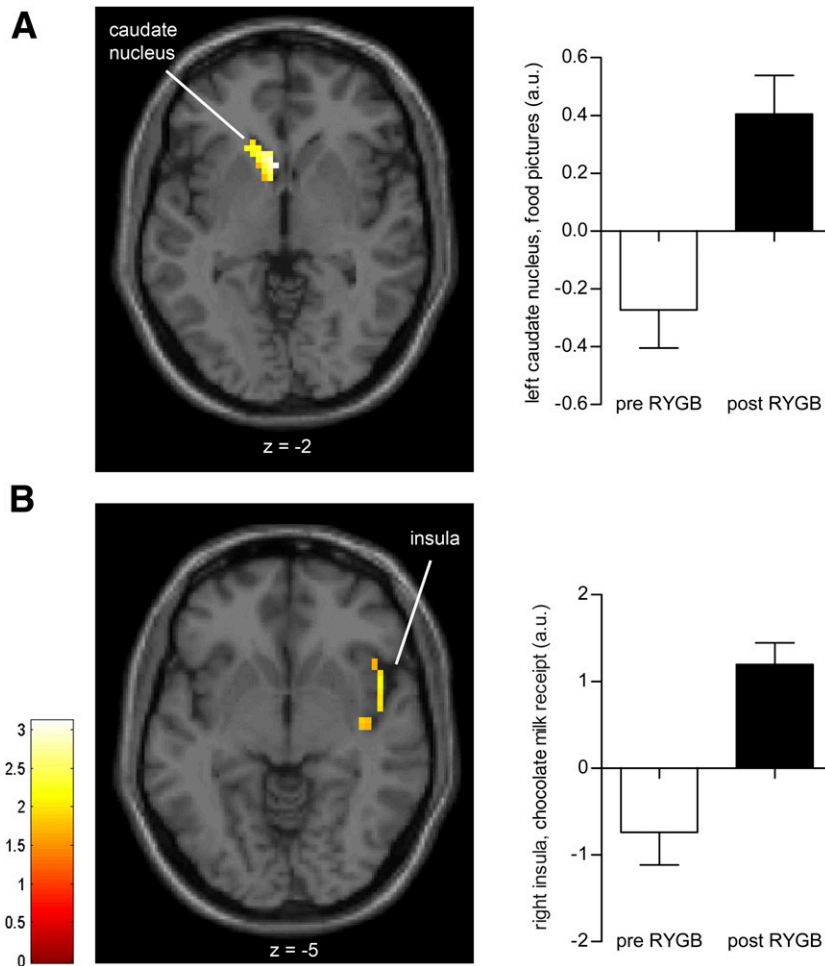 A
caudate
nucleus
z = -2
left caudate nucleus, food pictures (a.u.)
0.6
0.4
0.2
0.0
-0.2
-0.4
-0.6
pre RYGB
post RYGB
B
insula
z = -5
3
2.5
2
1.5
1
0.5
0
right insula, chocolate milk receipt (a.u.)
2
1
0
-1
-2
pre RYGB
post RYGB